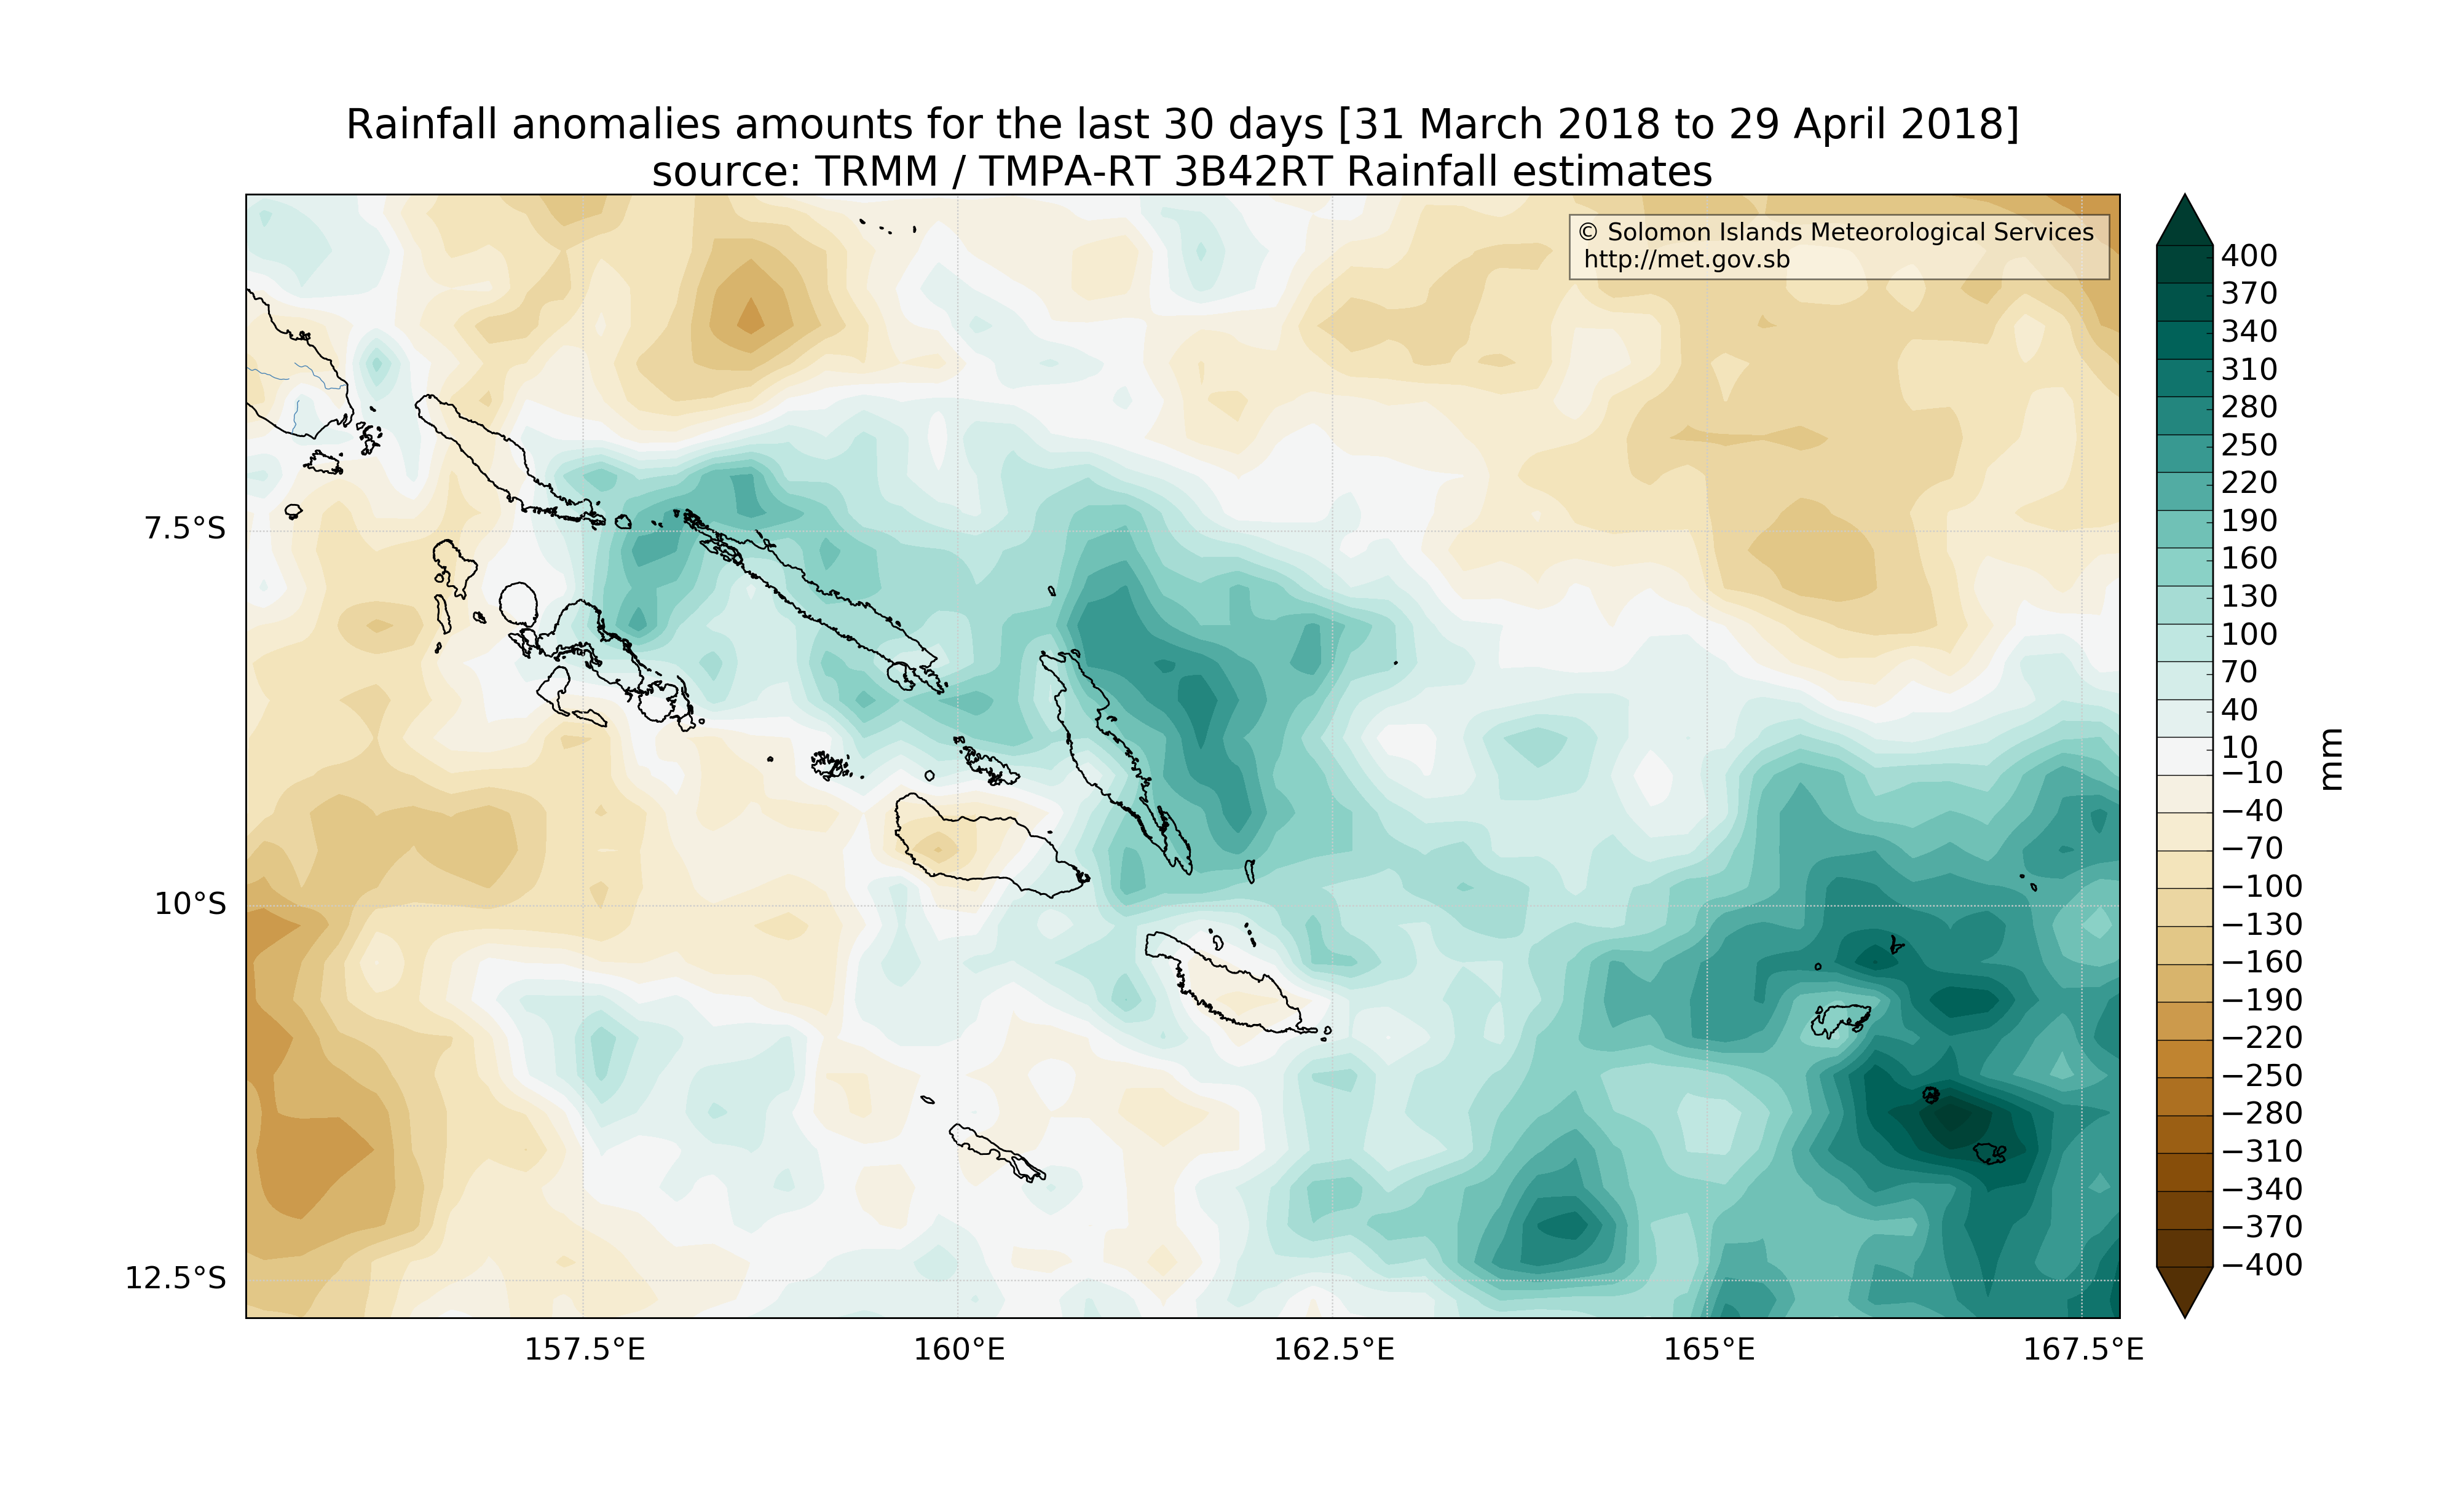 Rainfall anomalies amounts for the last 30 days [31 March 2018 to 29 April 2018]
source: TRMM / TMPA-RT 3B42RT Rainfall estimates
© Solomon Islands Meteorological Services
http://met.gov.sb
7.5°S
10°S
12.5°S
157.5°E
160°E
162.5°E
165°E
167.5°E
400
370
340
310
280
250
220
190
160
130
100
70
40
10
−10
−40
−70
−100
−130
−160
−190
−220
−250
−280
−310
−340
−370
−400
mm